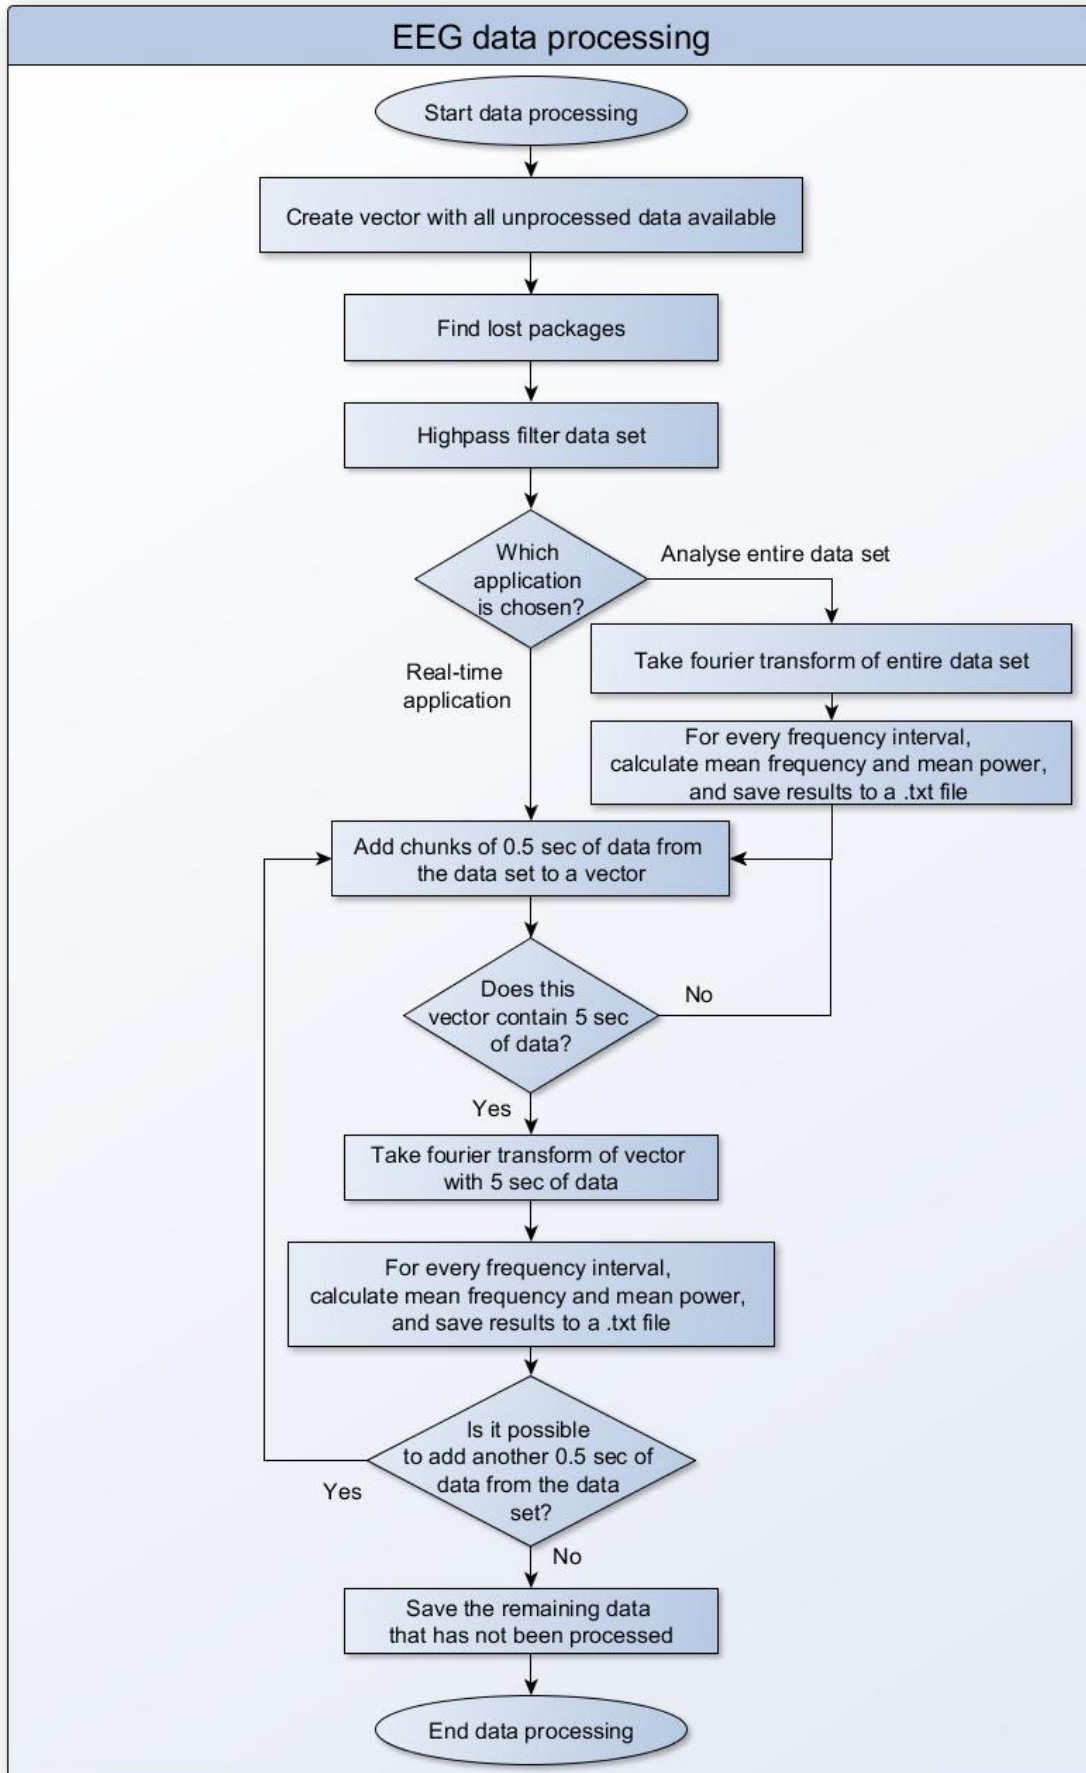 EEG data processing
Start data processing
Create vector with all unprocessed data available
Find lost packages
Highpass filter data set
Which
application
is chosen?
Analyse entire data set
Take fourier transform of entire data set
Real-time
application
For every frequency interval,
calculate mean frequency and mean power,
and save results to a .txt file
Add chunks of 0.5 sec of data from
the data set to a vector
Does this
vector contain 5 sec
of data?
No
Yes
Take fourier transform of vector
with 5 sec of data
For every frequency interval,
calculate mean frequency and mean power,
and save results to a .txt file
Is it possible
to add another 0.5 sec of
data from the data
set?
Yes
No
Save the remaining data
that has not been processed
End data processing